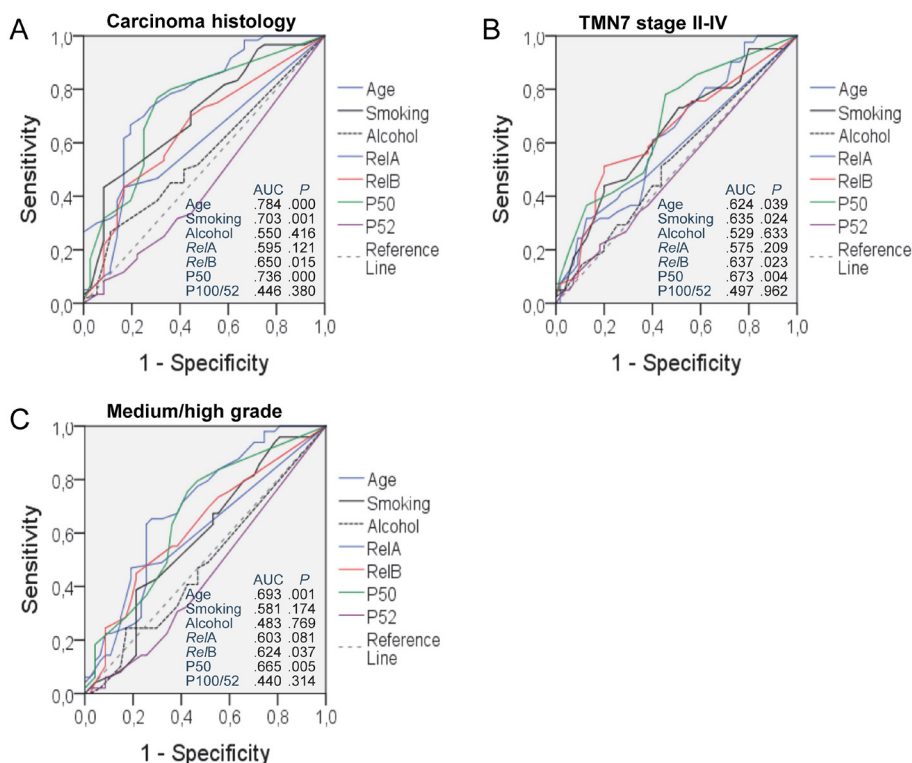 A
Carcinoma histology
Sensitivity
1,0
0,8
0,6
0,4
0,2
0,0
0,0 0,2 0,4 0,6 0,8 1,0
1 - Specificity
AUC P
Age .784 .000
Smoking .703 .001
Alcohol .550 .416
RelA .595 .121
RelB .650 .015
P50 .736 .000
P100/52 .446 .380
Age
Smoking
Alcohol
RelA
RelB
P50
P52
Reference
Line
B
TMN7 stage II-IV
Sensitivity
1,0
0,8
0,6
0,4
0,2
0,0
0,0 0,2 0,4 0,6 0,8 1,0
1 - Specificity
AUC P
Age .624 .039
Smoking .635 .024
Alcohol .529 .633
RelA .575 .209
RelB .637 .023
P50 .673 .004
P100/52 .497 .962
Age
Smoking
Alcohol
RelA
RelB
P50
P52
Reference
Line
C
Medium/high grade
Sensitivity
1,0
0,8
0,6
0,4
0,2
0,0
0,0 0,2 0,4 0,6 0,8 1,0
1 - Specificity
AUC P
Age .693 .001
Smoking .581 .174
Alcohol .483 .769
RelA .603 .081
RelB .624 .037
P50 .665 .005
P100/52 .440 .314
Age
Smoking
Alcohol
RelA
RelB
P50
P52
Reference
Line